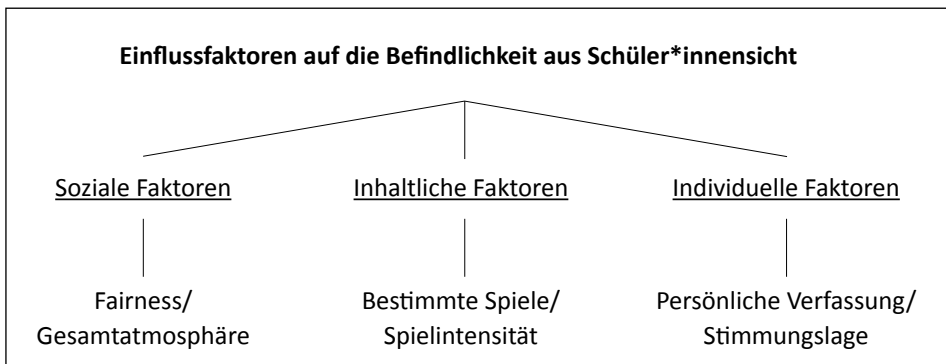 Einflussfaktoren auf die Befindlichkeit aus Schüler*innensicht
Soziale Faktoren
Inhaltliche Faktoren
Individuelle Faktoren
Fairness/
Gesamtatmosphäre
Bestimmte Spiele/
Spielintensität
Persönliche Verfassung/
Stimmungslage